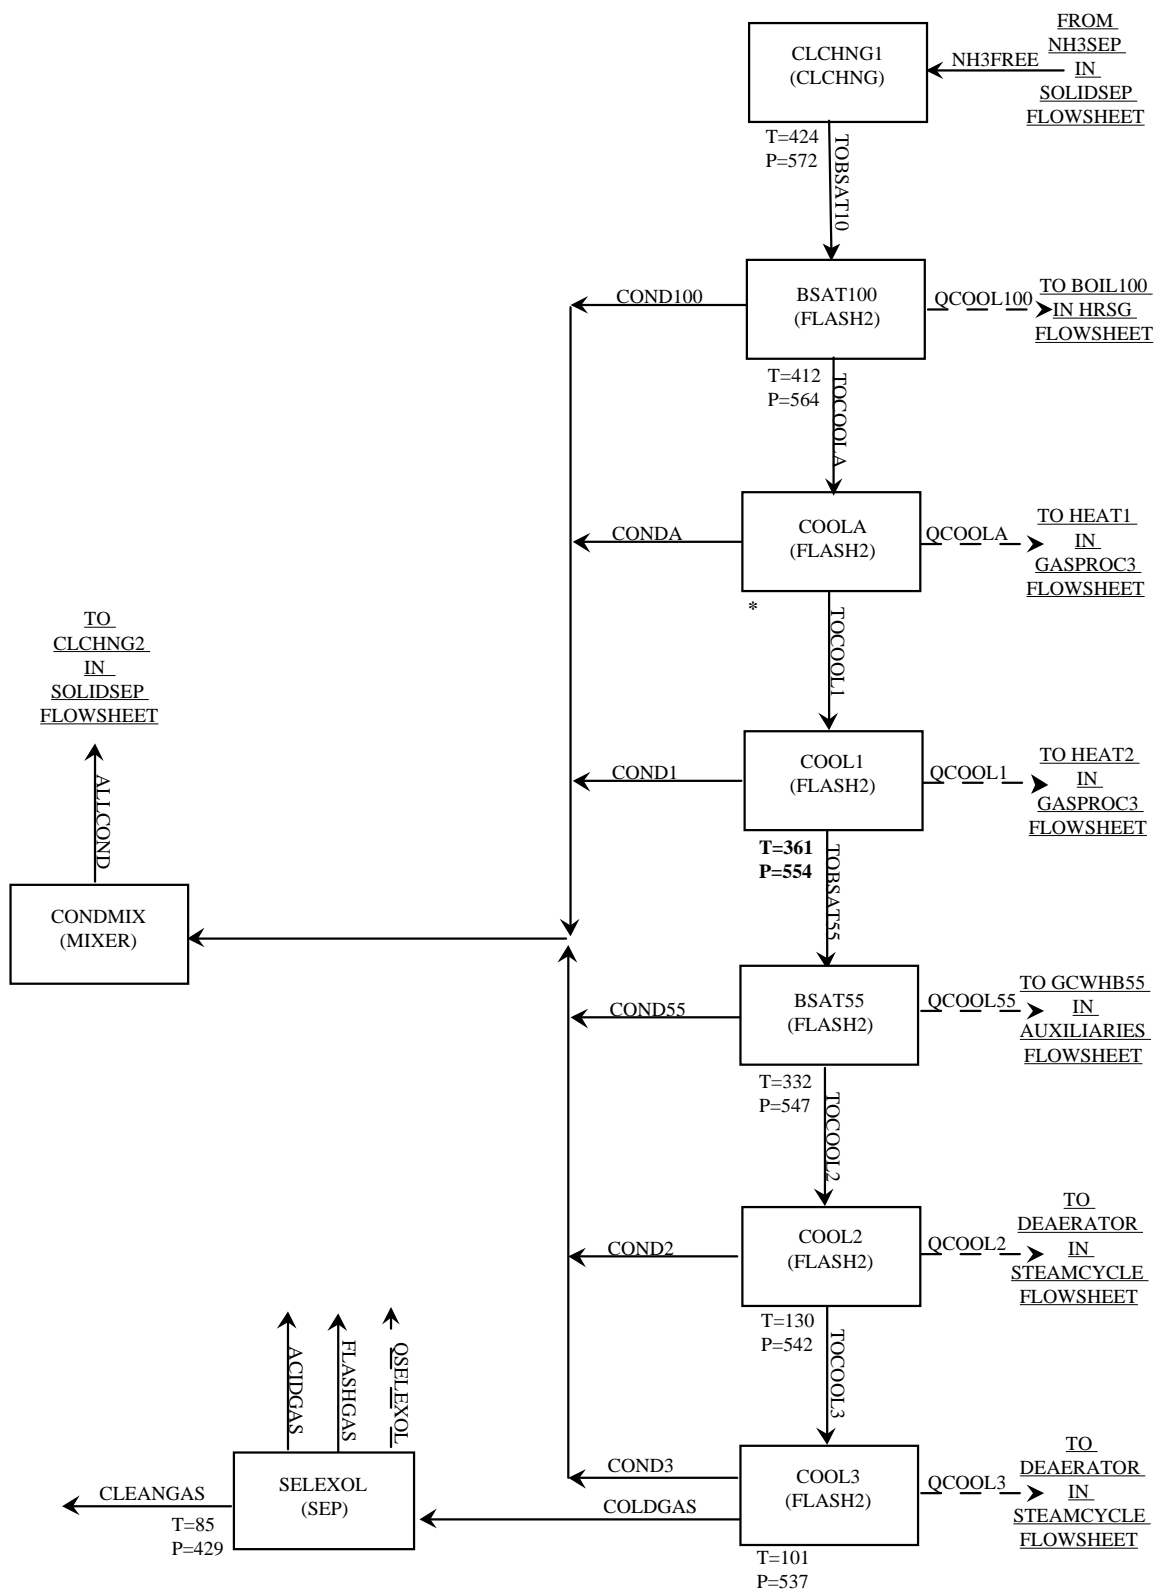 FROM
NH3SEP
IN
SOLIDSEP
FLOWSHEET
NH3FREE
CLCHNG1
(CLCHNG)
T=424
P=572
TOBSAT10
BSAT100
(FLASH2)
COND100
QCOOL100
TO BOIL100
IN HRSG
FLOWSHEET
T=412
P=564
TOCOOLA
COOLA
(FLASH2)
CONDA
QCOOLA
TO HEAT1
IN
GASPROC3
FLOWSHEET
*
TOCOOL1
TO
CLCHNG2
IN
SOLIDSEP
FLOWSHEET
ALLCOND
COOL1
(FLASH2)
COND1
QCOOL1
TO HEAT2
IN
GASPROC3
FLOWSHEET
T=361
P=554
TOBSAT55
CONDMIX
(MIXER)
BSAT55
(FLASH2)
COND55
QCOOL55
TO GCWHB55
IN
AUXILIARIES
FLOWSHEET
T=332
P=547
TOCOOL2
COOL2
(FLASH2)
COND2
QCOOL2
TO
DEAERATOR
IN
STEAMCYCLE
FLOWSHEET
T=130
P=542
TOCOOL3
COOL3
(FLASH2)
COND3
COLDGAS
QCOOL3
TO
DEAERATOR
IN
STEAMCYCLE
FLOWSHEET
T=101
P=537
ACIDGAS
FLASHGAS
QSELEXOL
SELEXOL
(SEP)
CLEANGAS
T=85
P=429